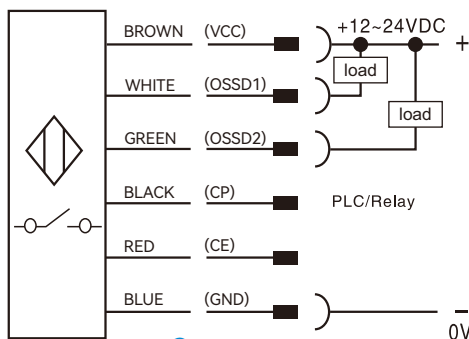 +12~24VDC
BROWN (VCC) +
load
WHITE (OSSD1)
load
GREEN (OSSD2)
BLACK (CP) PLC/Relay
RED (CE)
BLUE (GND) −
0V